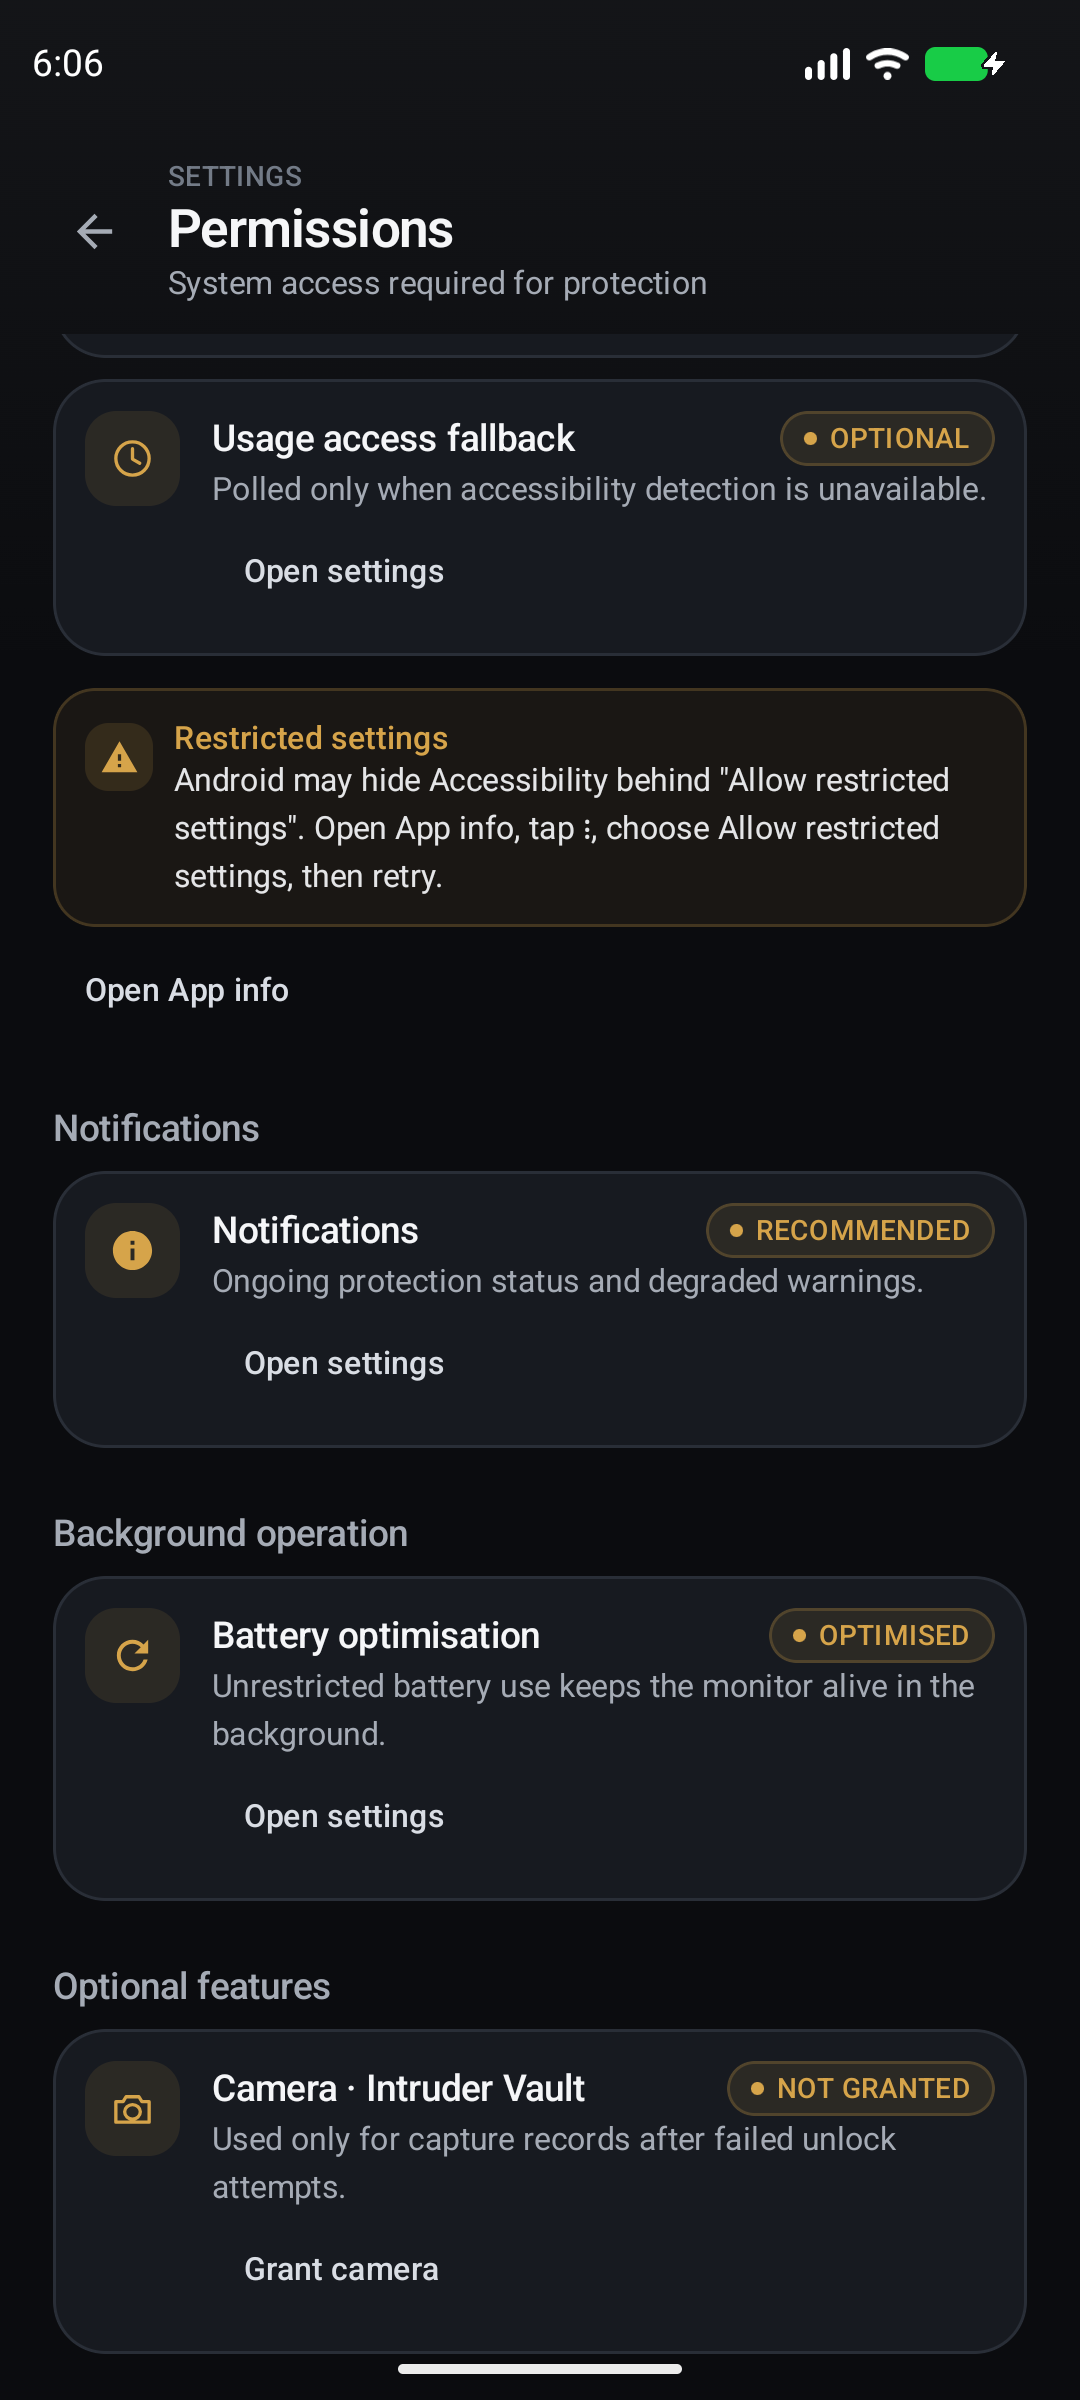 6:06
SETTINGS
Permissions
System access required for protection
Usage access fallback
OPTIONAL
Polled only when accessibility detection is unavailable.
Open settings
Restricted settings
Android may hide Accessibility behind "Allow restricted
settings". Open App info, tap ⋮, choose Allow restricted
settings, then retry.
Open App info
Notifications
Notifications
RECOMMENDED
Ongoing protection status and degraded warnings.
Open settings
Background operation
Battery optimisation
OPTIMISED
Unrestricted battery use keeps the monitor alive in the
background.
Open settings
Optional features
Camera · Intruder Vault
NOT GRANTED
Used only for capture records after failed unlock
attempts.
Grant camera